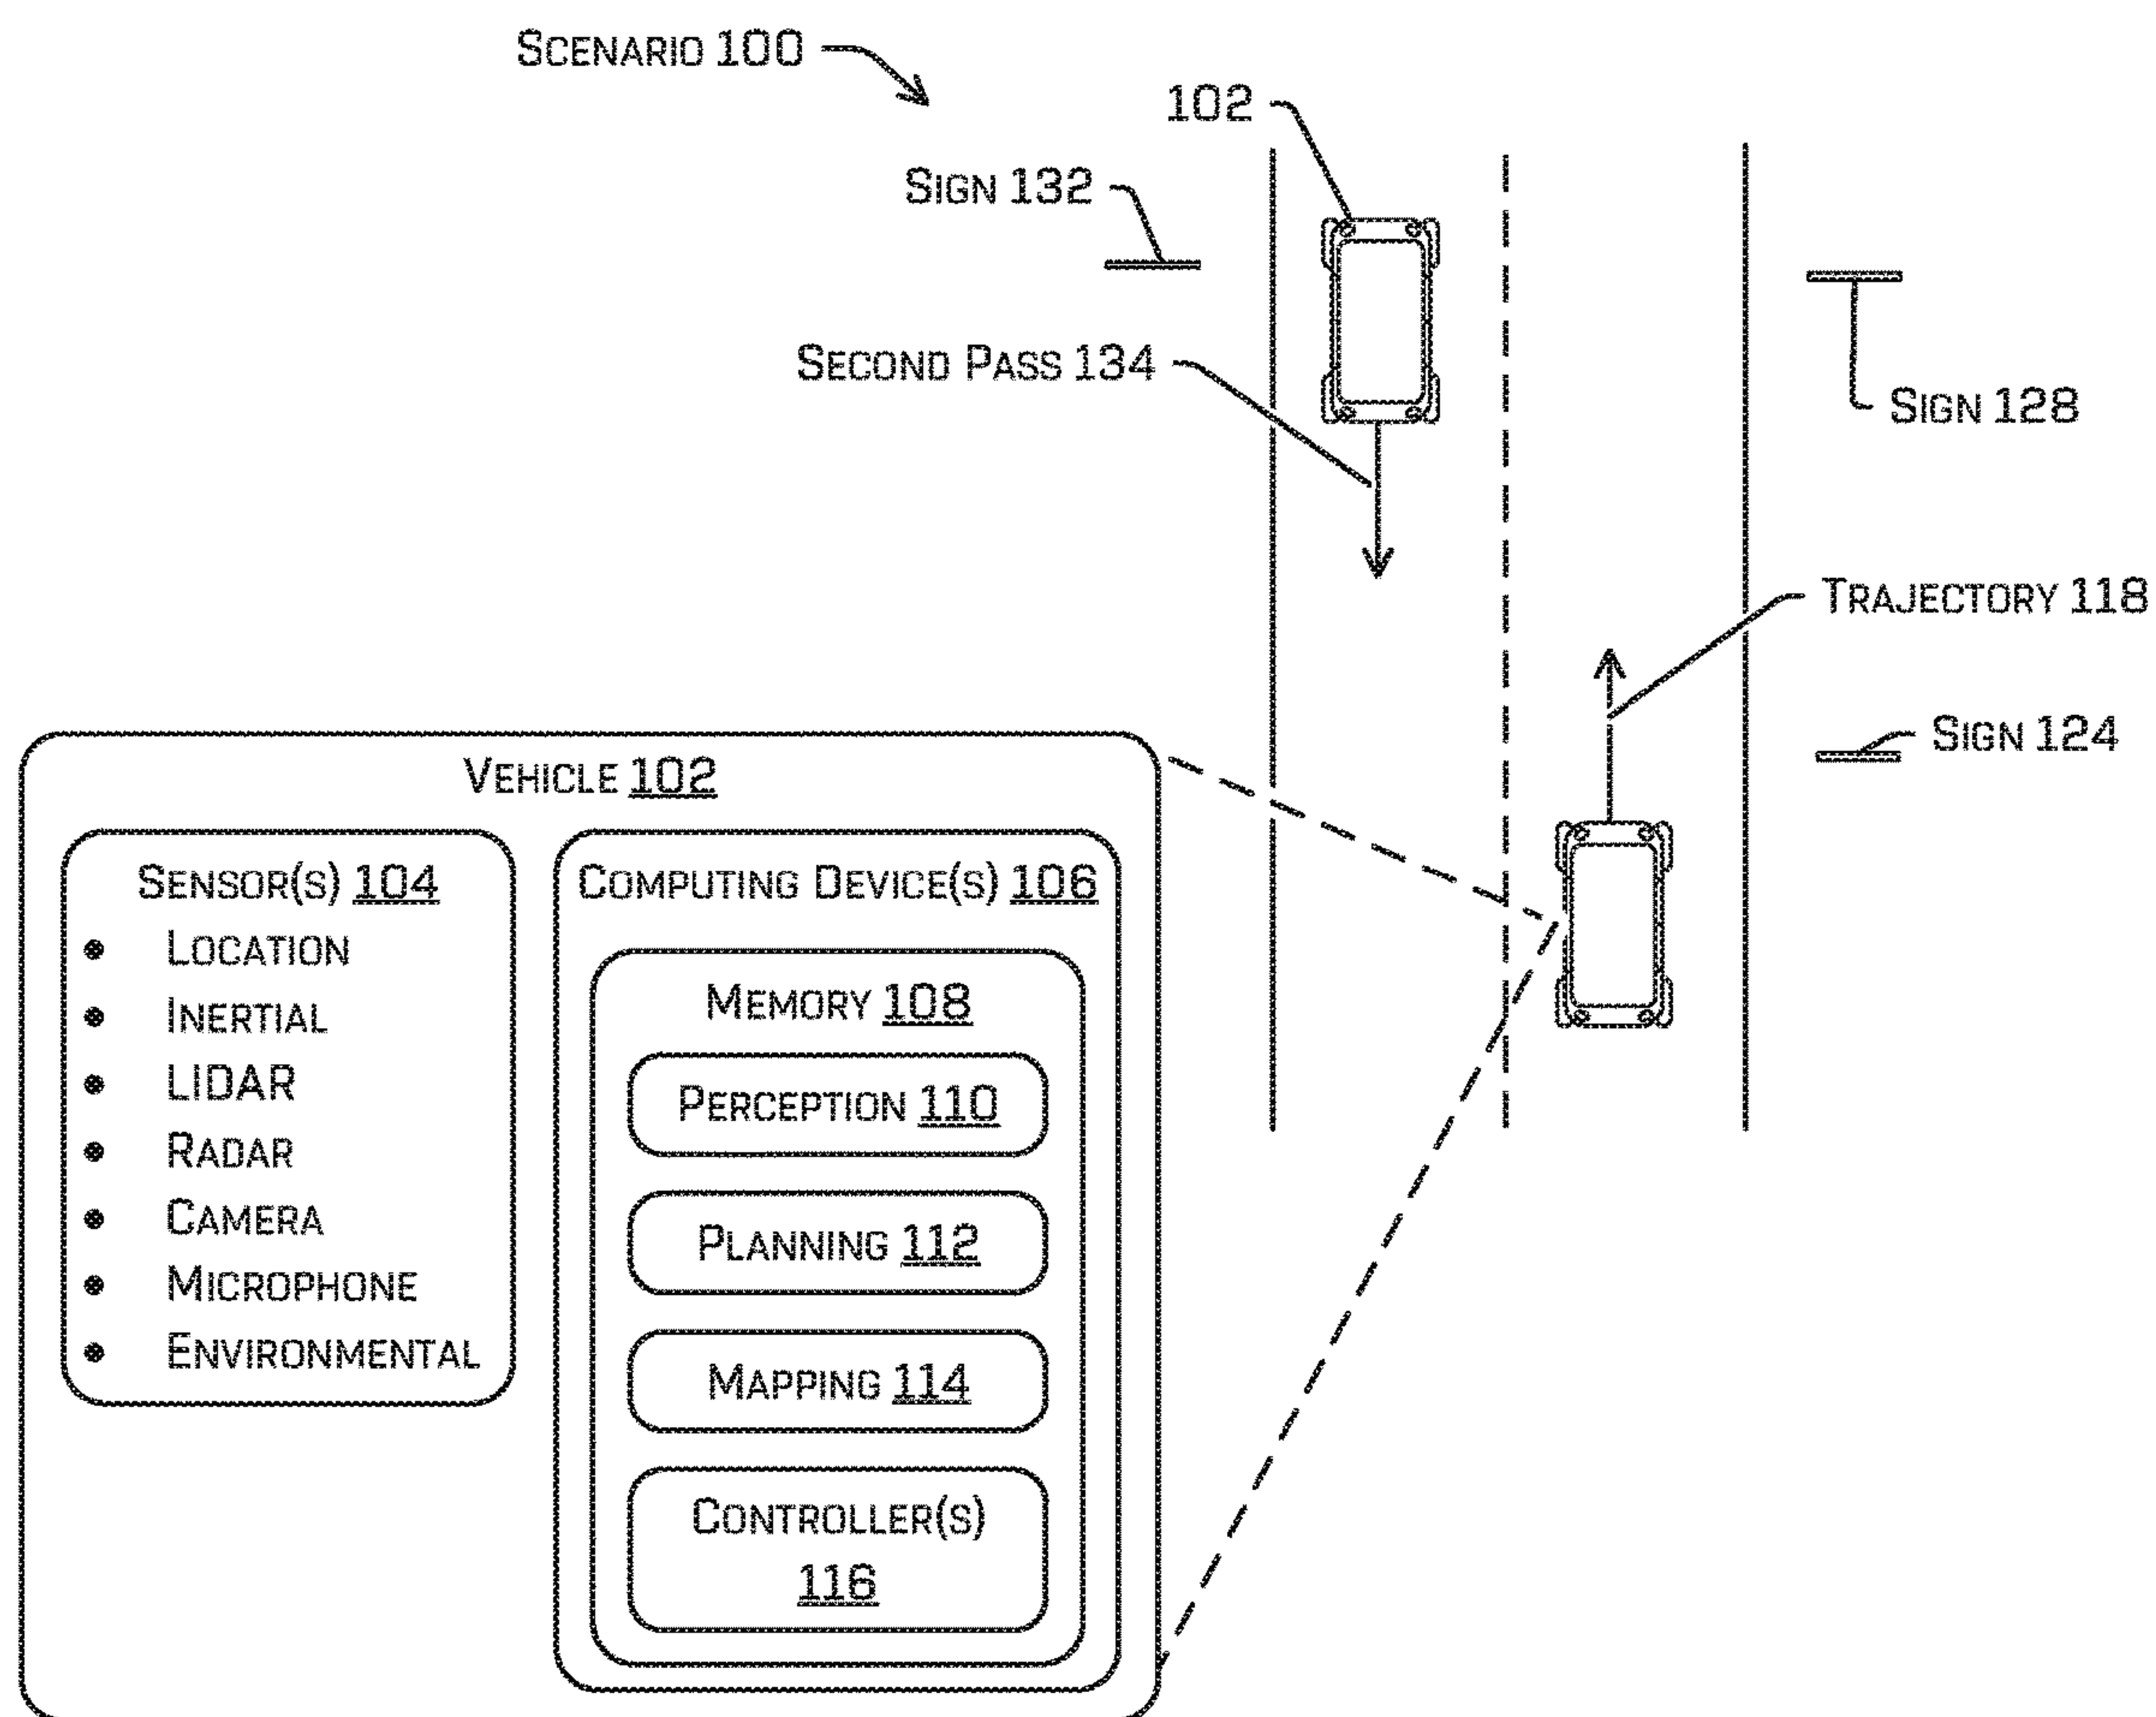 SCENARIO 100
102
SIGN 132
SECOND PASS 134
SIGN 128
TRAJECTORY 118
SIGN 124
VEHICLE 102
SENSOR(S) 104
• LOCATION
• INERTIAL
• LIDAR
• RADAR
• CAMERA
• MICROPHONE
• ENVIRONMENTAL
COMPUTING DEVICE(S) 106
MEMORY 108
PERCEPTION 110
PLANNING 112
MAPPING 114
CONTROLLER(S)
116